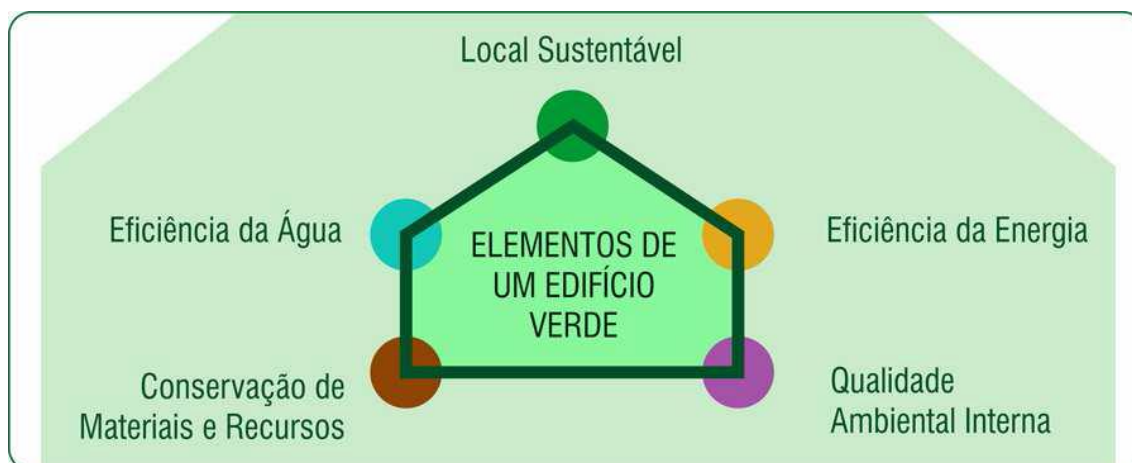 Local Sustentável
Eficiência da Água
Eficiência da Energia
ELEMENTOS DE
UM EDIFÍCIO
VERDE
Conservação de
Materiais e Recursos
Qualidade
Ambiental Interna